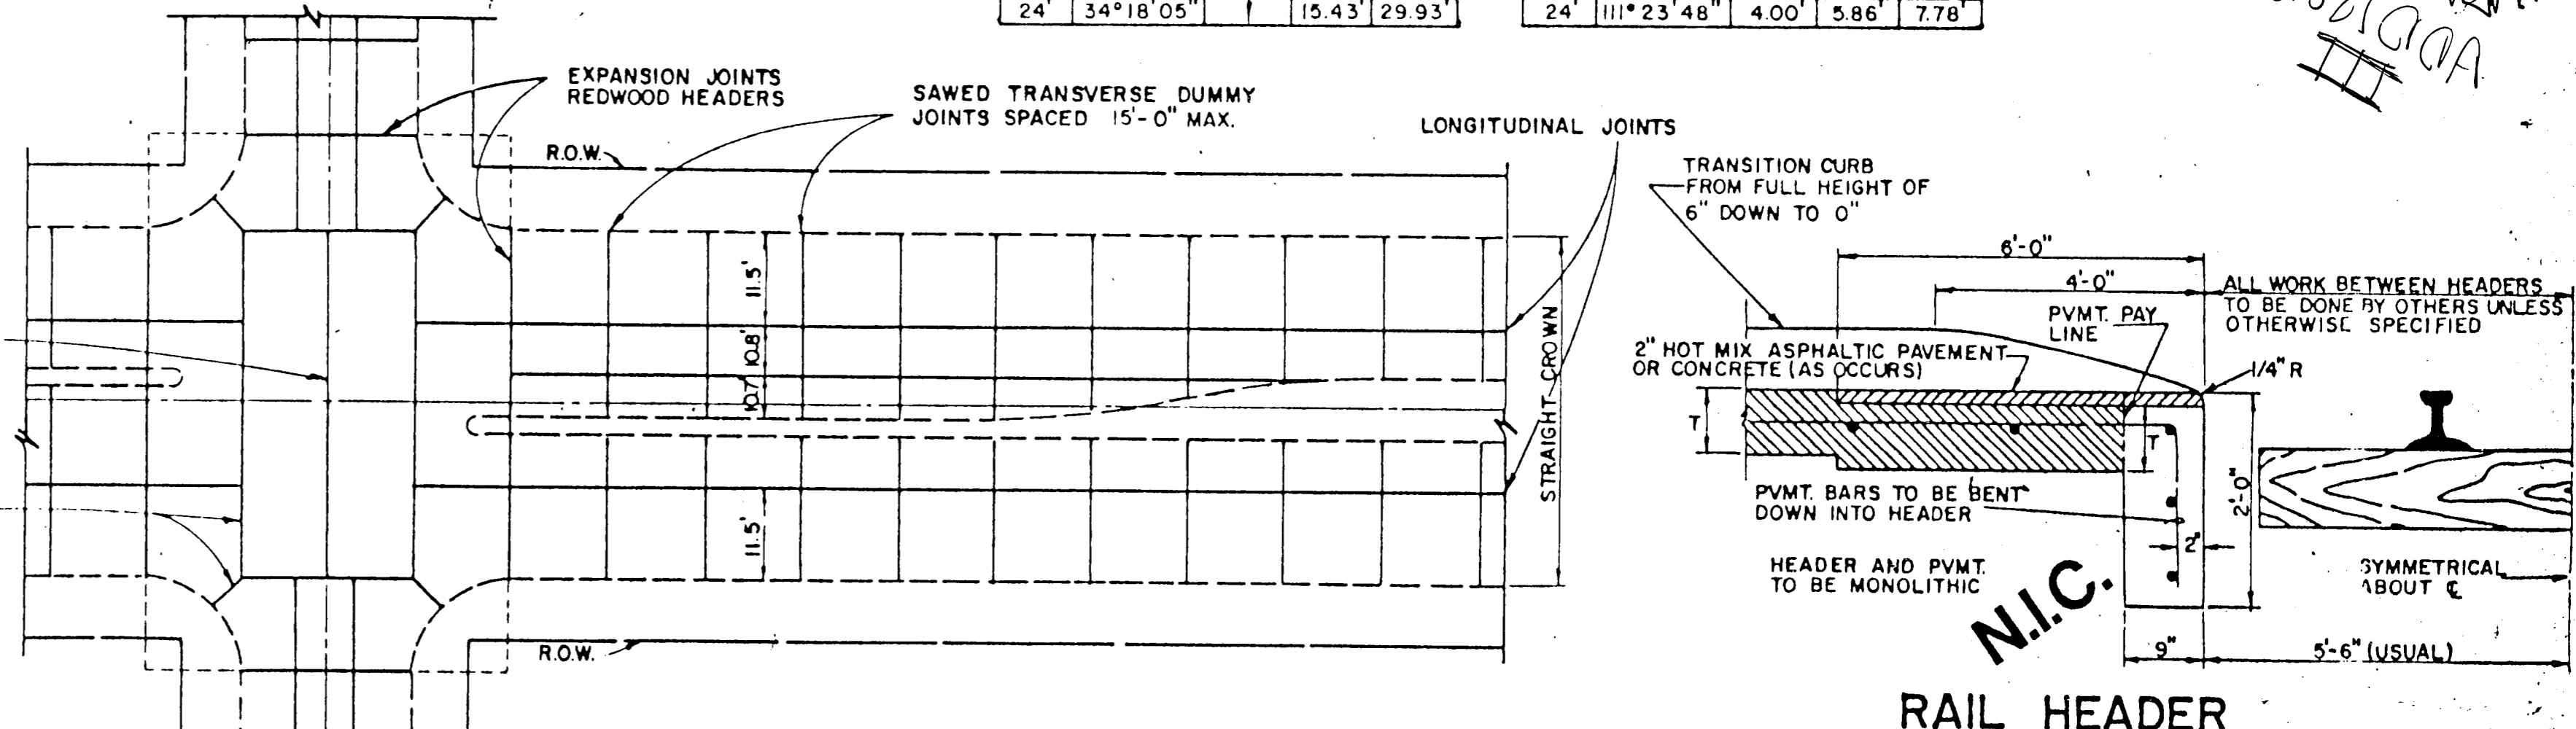 24' 34°18'05" 15.43' 29.93'
24' 111°23'48" 4.00' 5.86' 7.78'
EXPANSION JOINTS
REDWOOD HEADERS
SAWED TRANSVERSE DUMMY
JOINTS SPACED 15'-0" MAX.
LONGITUDINAL JOINTS
R.O.W.
11.5'
10.8'
10.7'
11.5'
STRAIGHT CROWN
R.O.W.
TRANSITION CURB
FROM FULL HEIGHT OF
6" DOWN TO 0"
6'-0"
4'-0"
ALL WORK BETWEEN HEADERS
TO BE DONE BY OTHERS UNLESS
OTHERWISE SPECIFIED
PVMT. PAY
LINE
2" HOT MIX ASPHALTIC PAVEMENT
OR CONCRETE (AS OCCURS)
1/4" R
T
T
PVMT. BARS TO BE BENT
DOWN INTO HEADER
2'-0"
2"
HEADER AND PVMT.
TO BE MONOLITHIC
SYMMETRICAL
ABOUT ℄
N.I.C.
9"
5'-6" (USUAL)
RAIL HEADER